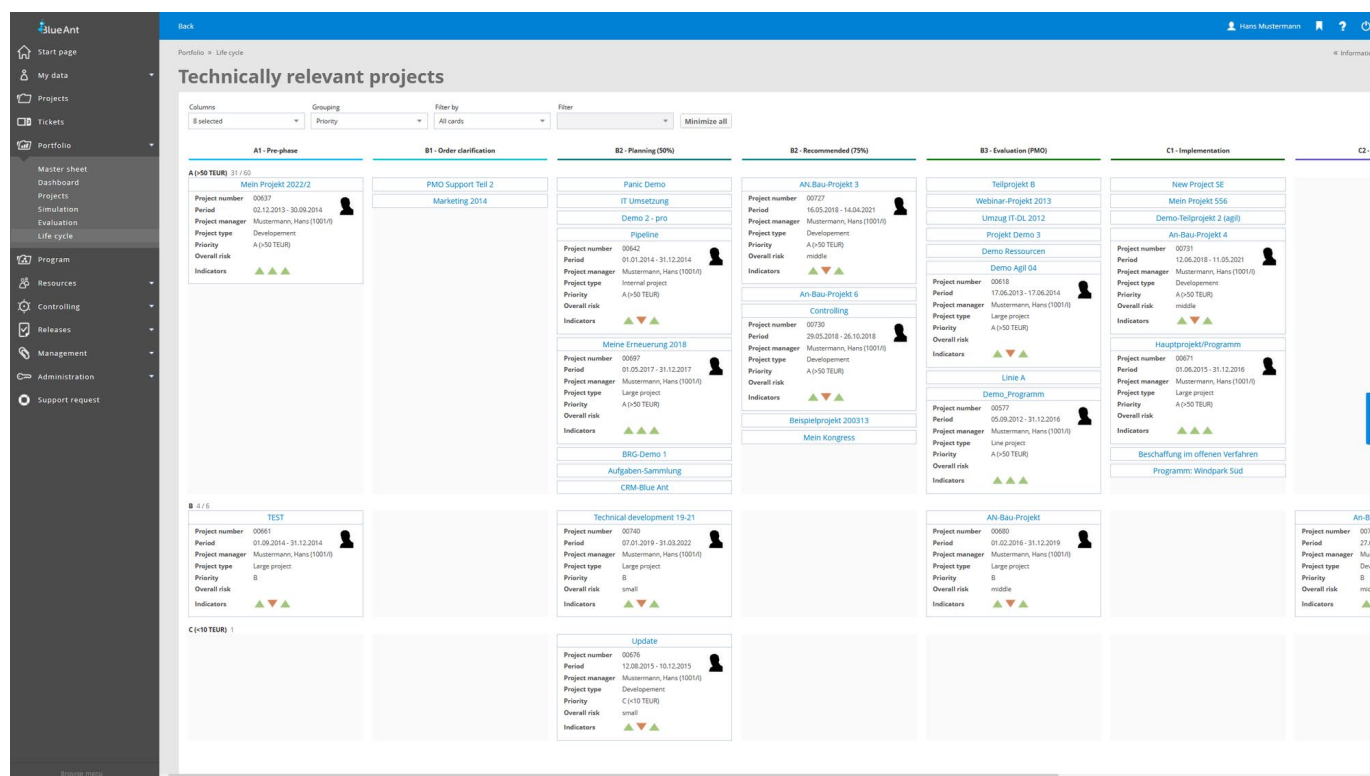 BlueAnt
Back
Hans Mustermann
?
Start page
My data
Projects
Tickets
Portfolio
Master sheet
Dashboard
Projects
Simulation
Evaluation
Life cycle
Program
Resources
Controlling
Releases
Management
Administration
Support request
Browse menu
Portfolio » Life cycle
« Informati
Technically relevant projects
Columns Grouping Filter by Filter
8 selected Priority All cards Minimize all
A1 - Pre-phase B1 - Order clarification B2 - Planning (50%) B2 - Recommended (75%) B3 - Evaluation (PMO) C1 - Implementation C2 -
A (>50 TEUR) 31 / 60
Mein Projekt 2022/2
Project number 00637
Period 02.12.2013 - 30.09.2014
Project manager Mustermann, Hans (1001/I)
Project type Developement
Priority A (>50 TEUR)
Overall risk
Indicators
PMO Support Teil 2
Marketing 2014
Panic Demo
IT Umsetzung
Demo 2 - pro
Pipeline
Project number 00642
Period 01.01.2014 - 31.12.2014
Project manager Mustermann, Hans (1001/I)
Project type Internal project
Priority A (>50 TEUR)
Overall risk
Indicators
Meine Erneuerung 2018
Project number 00697
Period 01.05.2017 - 31.12.2017
Project manager Mustermann, Hans (1001/I)
Project type Large project
Priority A (>50 TEUR)
Overall risk
Indicators
BRG-Demo 1
Aufgaben-Sammlung
CRM-Blue Ant
AN.Bau-Projekt 3
Project number 00727
Period 16.05.2018 - 14.04.2021
Project manager Mustermann, Hans (1001/I)
Project type Developement
Priority A (>50 TEUR)
Overall risk middle
Indicators
An-Bau-Projekt 6
Controlling
Project number 00730
Period 29.05.2018 - 26.10.2018
Project manager Mustermann, Hans (1001/I)
Project type Developement
Priority A (>50 TEUR)
Overall risk
Indicators
Beispielprojekt 200313
Mein Kongress
Teilprojekt B
Webinar-Projekt 2013
Umzug IT-DL 2012
Projekt Demo 3
Demo Ressourcen
Demo Agil 04
Project number 00618
Period 17.06.2013 - 17.06.2014
Project manager Mustermann, Hans (1001/I)
Project type Large project
Priority A (>50 TEUR)
Overall risk
Indicators
Linie A
Demo_Programm
Project number 00577
Period 05.09.2012 - 31.12.2016
Project manager Mustermann, Hans (1001/I)
Project type Line project
Priority A (>50 TEUR)
Overall risk
Indicators
New Project SE
Mein Projekt 556
Demo-Teilprojekt 2 (agil)
An-Bau-Projekt 4
Project number 00731
Period 12.06.2018 - 11.05.2021
Project manager Mustermann, Hans (1001/I)
Project type Developement
Priority A (>50 TEUR)
Overall risk middle
Indicators
Hauptprojekt/Programm
Project number 00671
Period 01.06.2015 - 31.12.2016
Project manager Mustermann, Hans (1001/I)
Project type Large project
Priority A (>50 TEUR)
Overall risk
Indicators
Beschaffung im offenen Verfahren
Programm: Windpark Süd
B 4 / 6
TEST
Project number 00661
Period 01.09.2014 - 31.12.2014
Project manager Mustermann, Hans (1001/I)
Project type Large project
Priority B
Overall risk
Indicators
Technical development 19-21
Project number 00740
Period 07.01.2019 - 31.03.2022
Project manager Mustermann, Hans (1001/I)
Project type Large project
Priority B
Overall risk small
Indicators
AN-Bau-Projekt
Project number 00680
Period 01.02.2016 - 31.12.2019
Project manager Mustermann, Hans (1001/I)
Project type Large project
Priority B
Overall risk middle
Indicators
An-B
Project number 007
Period 27.
Project manager Mu
Project type Dev
Priority B
Overall risk mid
Indicators
C (<10 TEUR) 1
Update
Project number 00676
Period 12.08.2015 - 10.12.2015
Project manager Mustermann, Hans (1001/I)
Project type Developement
Priority C (<10 TEUR)
Overall risk small
Indicators